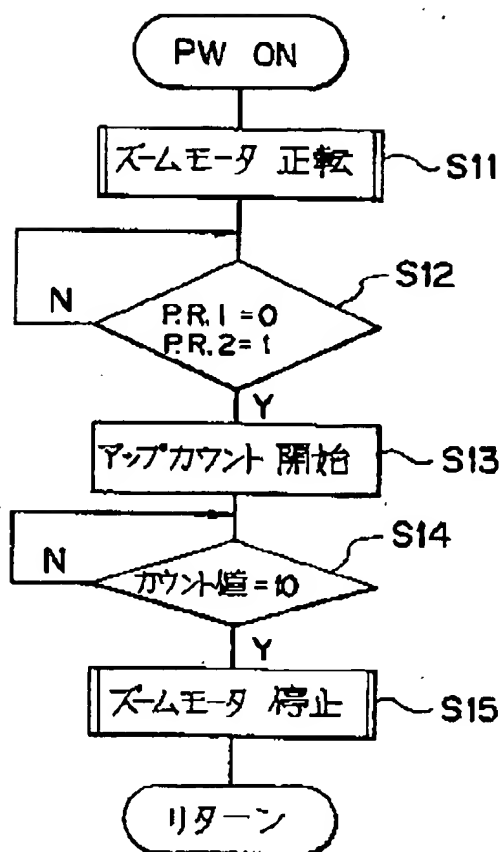 PW ON
ズームモータ 正転
S11
S12
N
P.R.1=0
P.R.2=1
Y
アップカウント 開始
S13
S14
N
カウント値=10
Y
ズームモータ 停止
S15
リターン